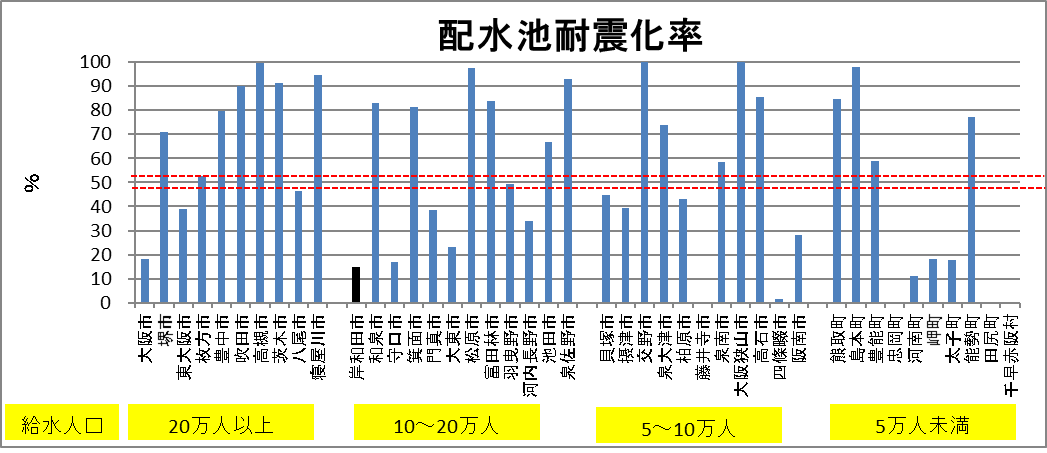 配水池耐震化率
100
90
80
70
60
50
40
30
20
10
0
%
大阪市
堺市
東大阪市
枚方市
豊中市
吹田市
高槻市
茨木市
八尾市
寝屋川市
岸和田市
和泉市
守口市
箕面市
門真市
大東市
松原市
富田林市
羽曳野市
河内長野市
池田市
泉佐野市
貝塚市
摂津市
交野市
泉大津市
柏原市
藤井寺市
泉南市
大阪狭山市
高石市
四條畷市
阪南市
熊取町
島本町
豊能町
忠岡町
河南町
岬町
太子町
能勢町
田尻町
千早赤阪村
給水人口
20万人以上
10～20万人
5～10万人
5万人未満